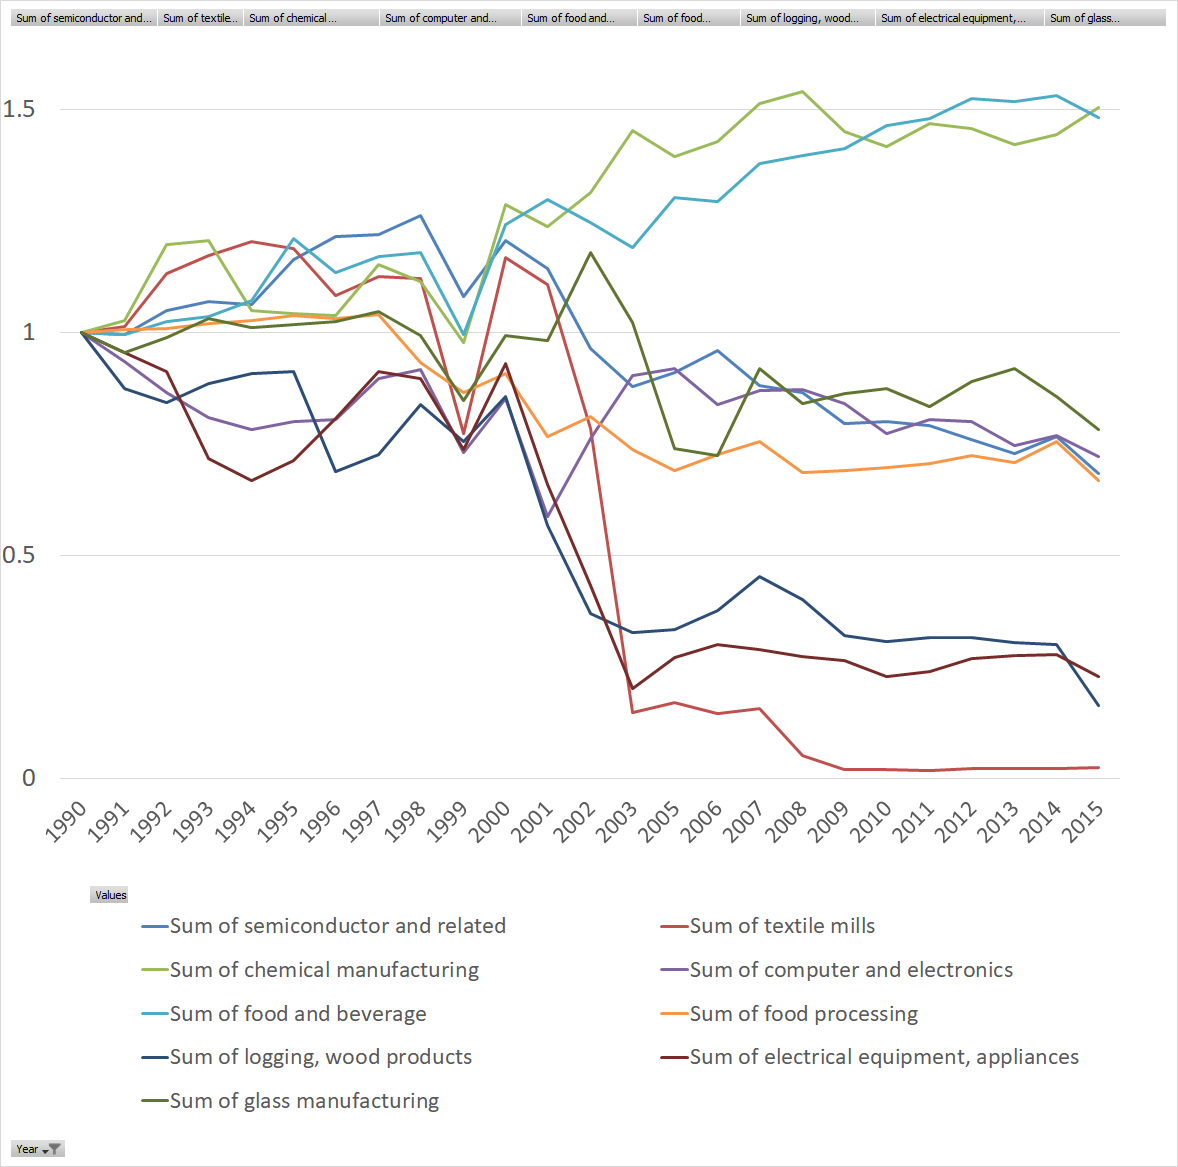 Sum of semiconductor and... Sum of textile... Sum of chemical ... Sum of computer and... Sum of food and... Sum of food... Sum of logging, wood... Sum of electrical equipment,... Sum of glass...
1.5
1
0.5
0
1990 1991 1992 1993 1994 1995 1996 1997 1998 1999 2000 2001 2002 2003 2005 2006 2007 2008 2009 2010 2011 2012 2013 2014 2015
Values
Sum of semiconductor and related Sum of textile mills
Sum of chemical manufacturing Sum of computer and electronics
Sum of food and beverage Sum of food processing
Sum of logging, wood products Sum of electrical equipment, appliances
Sum of glass manufacturing
Year